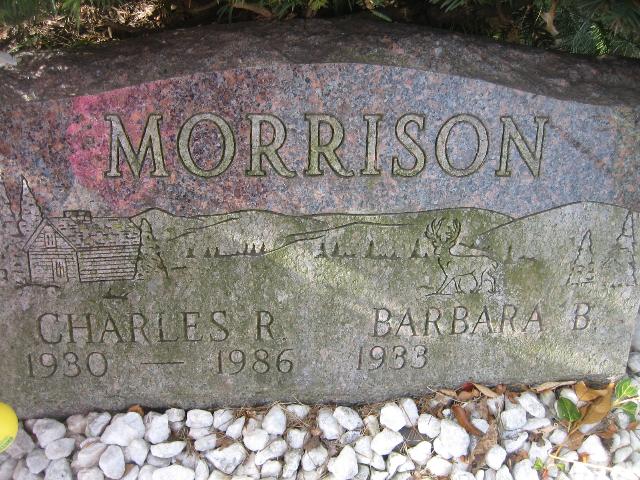 MORRISON
CHARLES R. BARBARA B.
1930 — 1986 1933